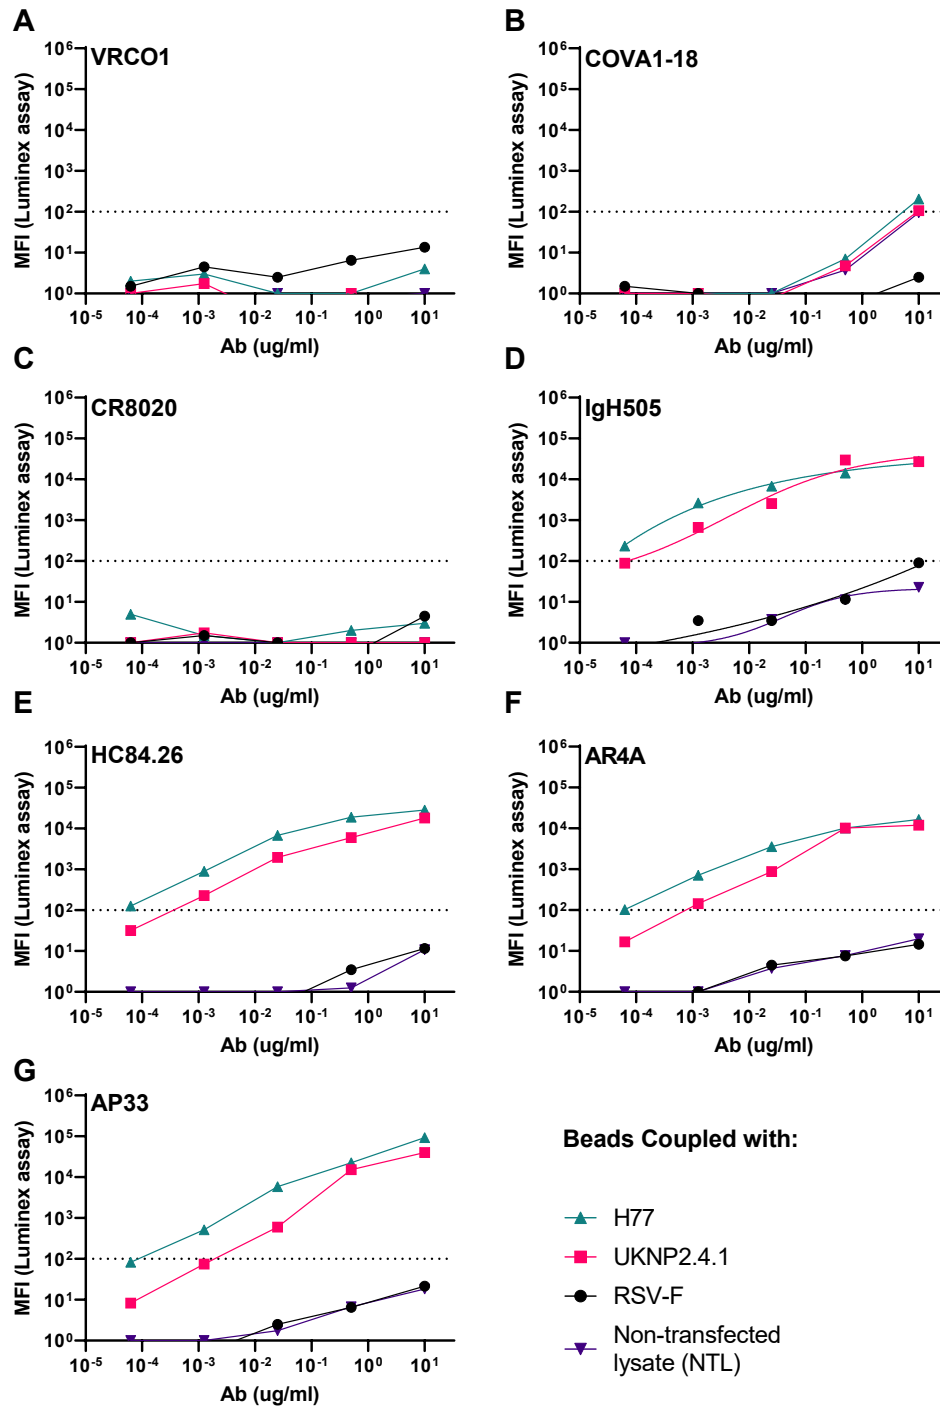 A
VRCO1
MFI (Luminex assay)
10⁶
10⁵
10⁴
10³
10²
10¹
10⁰
10⁻⁵ 10⁻⁴ 10⁻³ 10⁻² 10⁻¹ 10⁰ 10¹
Ab (ug/ml)
B
COVA1-18
MFI (Luminex assay)
10⁶
10⁵
10⁴
10³
10²
10¹
10⁰
10⁻⁵ 10⁻⁴ 10⁻³ 10⁻² 10⁻¹ 10⁰ 10¹
Ab (ug/ml)
C
CR8020
MFI (Luminex assay)
10⁶
10⁵
10⁴
10³
10²
10¹
10⁰
10⁻⁵ 10⁻⁴ 10⁻³ 10⁻² 10⁻¹ 10⁰ 10¹
Ab (ug/ml)
D
IgH505
MFI (Luminex assay)
10⁶
10⁵
10⁴
10³
10²
10¹
10⁰
10⁻⁵ 10⁻⁴ 10⁻³ 10⁻² 10⁻¹ 10⁰ 10¹
Ab (ug/ml)
E
HC84.26
MFI (Luminex assay)
10⁶
10⁵
10⁴
10³
10²
10¹
10⁰
10⁻⁵ 10⁻⁴ 10⁻³ 10⁻² 10⁻¹ 10⁰ 10¹
Ab (ug/ml)
F
AR4A
MFI (Luminex assay)
10⁶
10⁵
10⁴
10³
10²
10¹
10⁰
10⁻⁵ 10⁻⁴ 10⁻³ 10⁻² 10⁻¹ 10⁰ 10¹
Ab (ug/ml)
G
AP33
MFI (Luminex assay)
10⁶
10⁵
10⁴
10³
10²
10¹
10⁰
10⁻⁵ 10⁻⁴ 10⁻³ 10⁻² 10⁻¹ 10⁰ 10¹
Ab (ug/ml)
Beads Coupled with:
H77
UKNP2.4.1
RSV-F
Non-transfected
lysate (NTL)